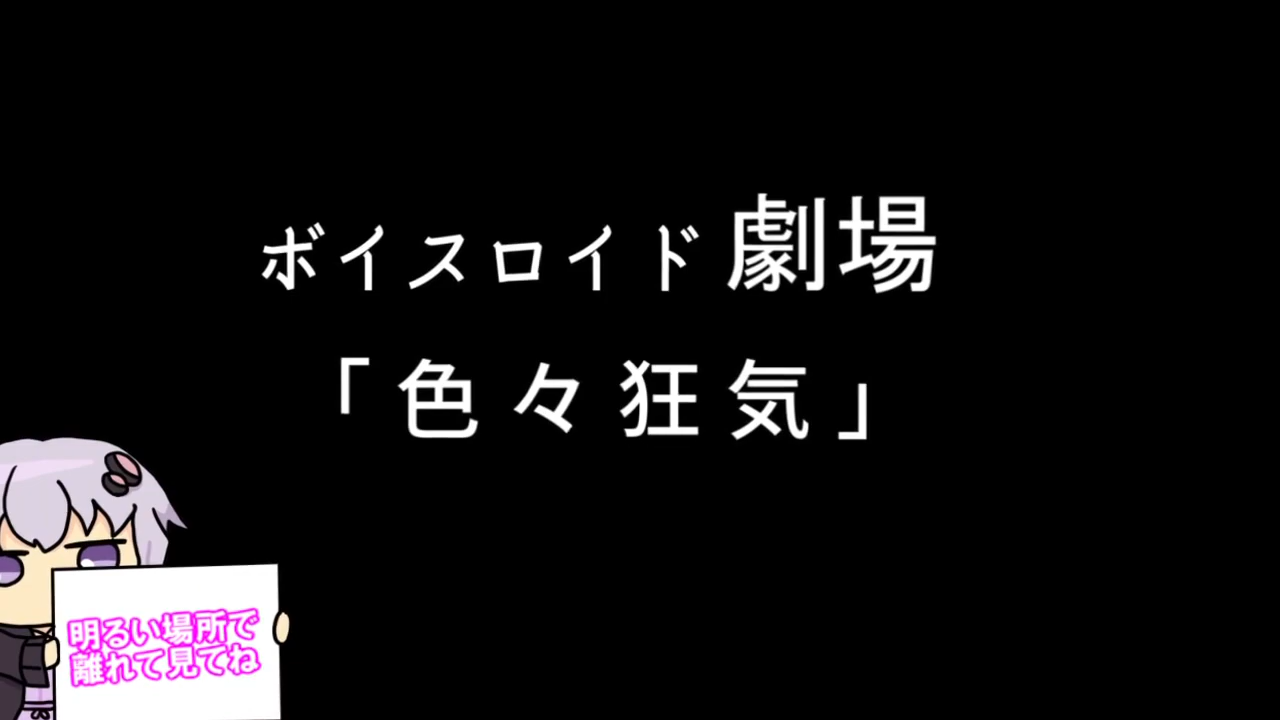 ボイスロイド劇場
「色々狂気」
明るい場所で
離れて見てね